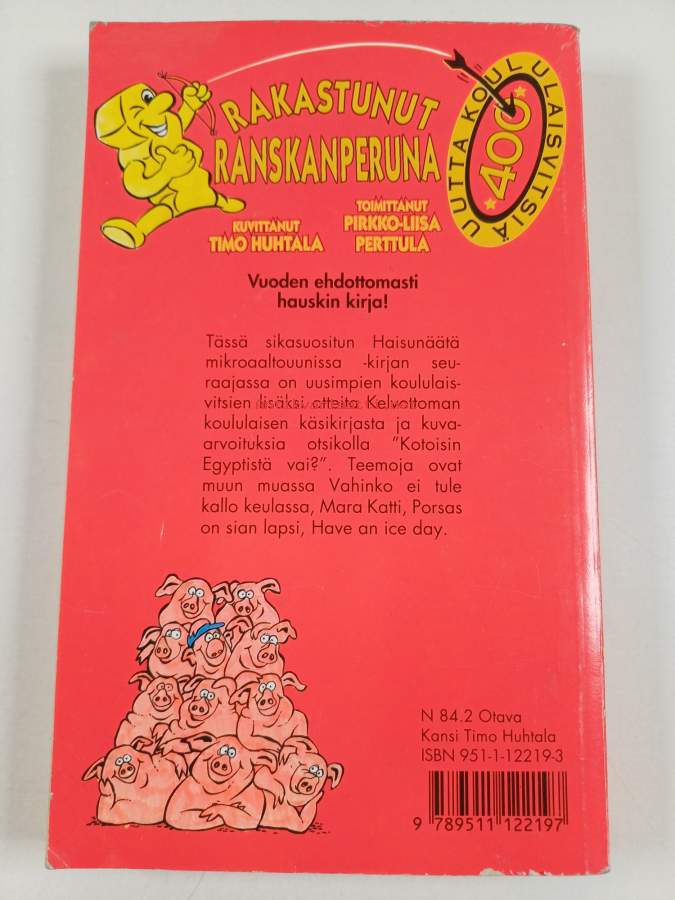 RAKASTUNUT
RANSKANPERUNA
400
UUTTA KOULULAISVITSIÄ
KUVITTANUT
TIMO HUHTALA
TOIMITTANUT
PIRKKO-LIISA
PERTTULA
Vuoden ehdottomasti
hauskin kirja!
Tässä sikasuositun Haisunäätä
mikroaaltouunissa -kirjan seu-
raajassa on uusimpien koululais-
vitsien lisäksi otteita Kelvottoman
koululaisen käsikirjasta ja kuva-
arvoituksia otsikolla "Kotoisin
Egyptistä vai?". Teemoja ovat
muun muassa Vahinko ei tule
kallo keulassa, Mara Katti, Porsas
on sian lapsi, Have an ice day.
N 84.2 Otava
Kansi Timo Huhtala
ISBN 951-1-12219-3
9 789511 122197